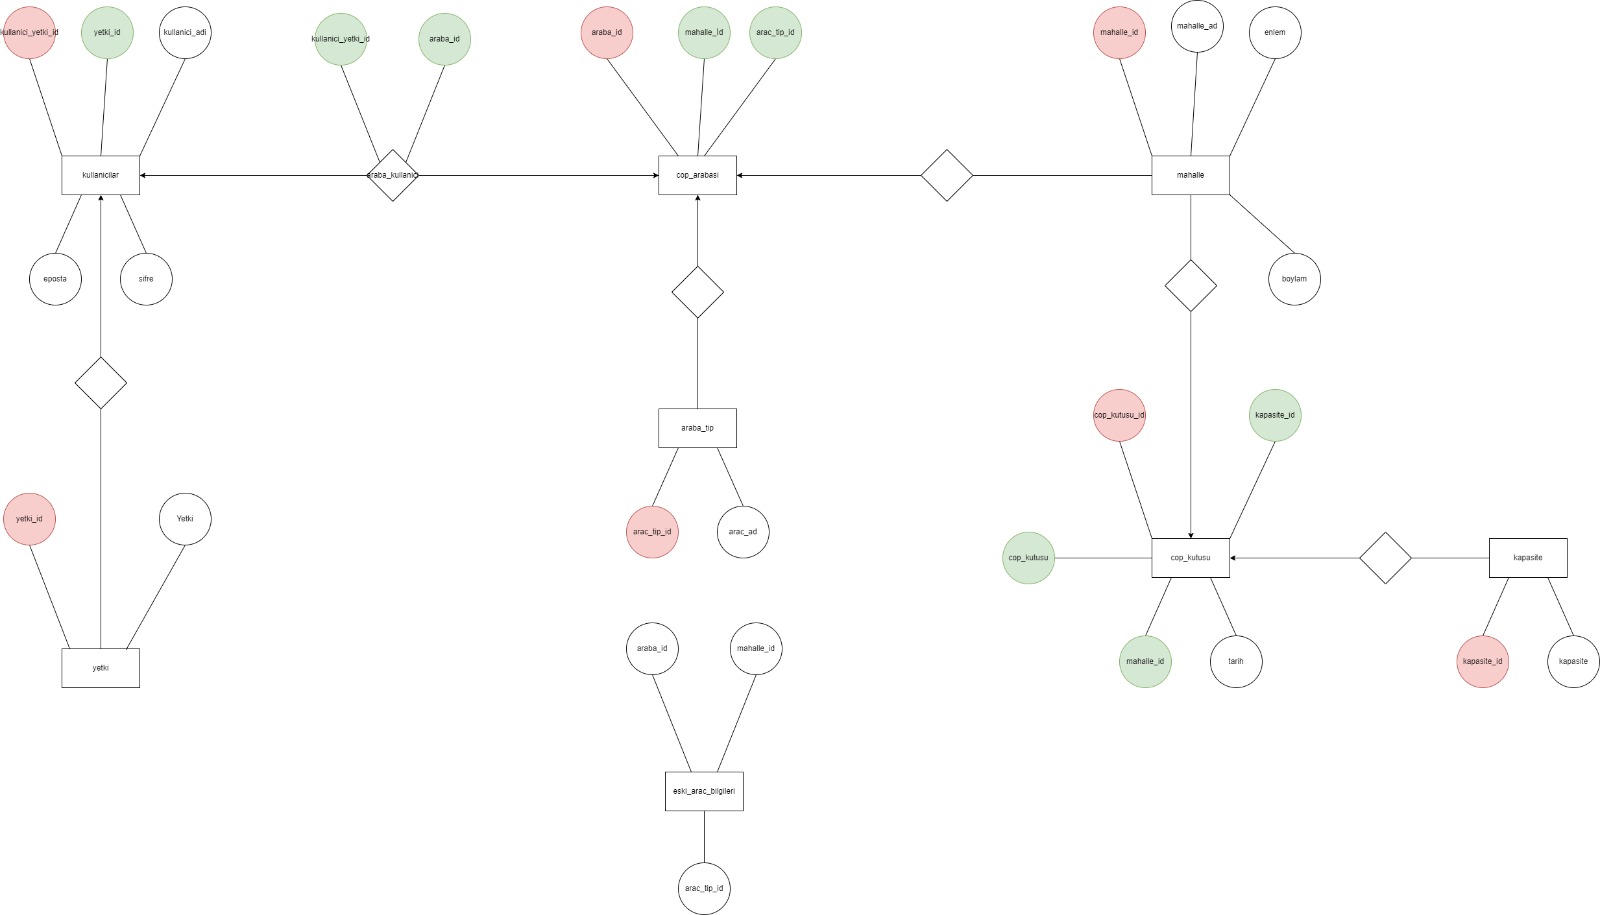 kullanici_yetki_id
yetki_id
kullanici_adi
kullanici_yetki_id
araba_id
araba_id
mahalle_id
arac_tip_id
mahalle_id
mahalle_ad
enlem
kullanicilar
araba_kullanici
cop_arabasi
mahalle
eposta
sifre
boylam
cop_kutusu_id
kapasite_id
araba_tip
yetki_id
Yetki
arac_tip_id
arac_ad
cop_kutusu
cop_kutusu
kapasite
araba_id
mahalle_id
mahalle_id
tarih
kapasite_id
kapasite
yetki
eski_arac_bilgileri
arac_tip_id